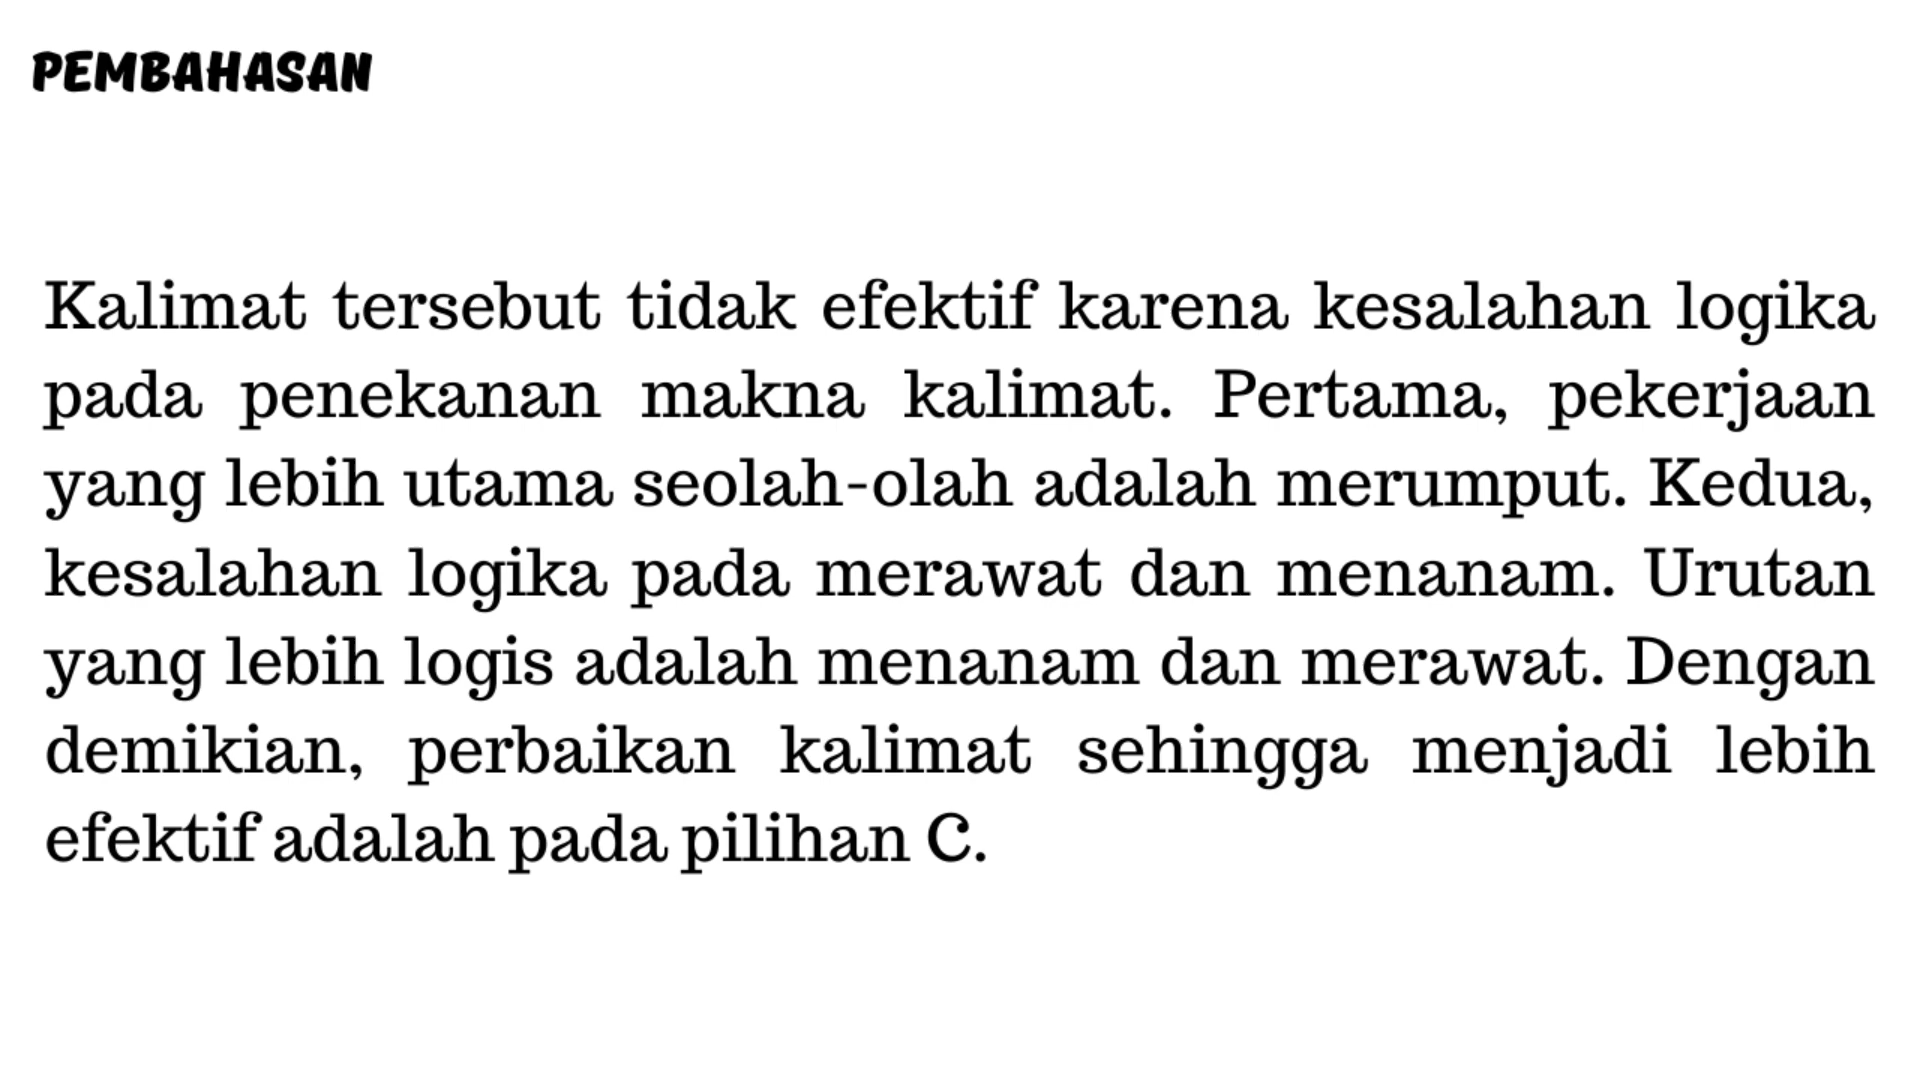 PEMBAHASAN
Kalimat tersebut tidak efektif karena kesalahan logika
pada penekanan makna kalimat. Pertama, pekerjaan
yang lebih utama seolah-olah adalah merumput. Kedua,
kesalahan logika pada merawat dan menanam. Urutan
yang lebih logis adalah menanam dan merawat. Dengan
demikian, perbaikan kalimat sehingga menjadi lebih
efektif adalah pada pilihan C.